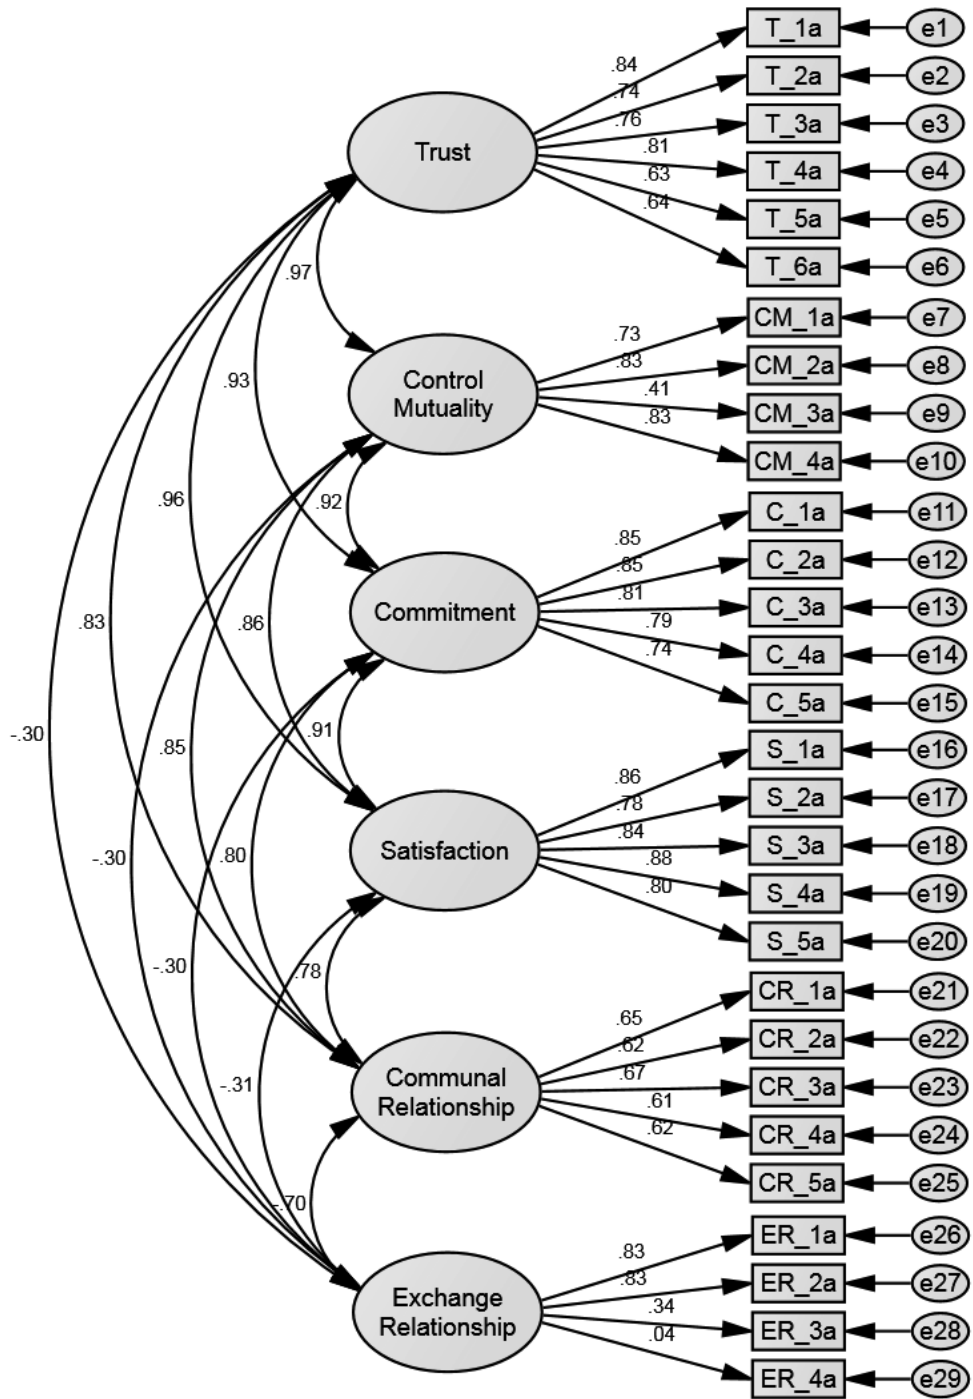 T_1a
e1
.84
T_2a
e2
.74
T_3a
e3
.76
Trust
T_4a
e4
.81
T_5a
e5
.63
T_6a
e6
.64
.97
CM_1a
e7
.73
CM_2a
e8
.83
Control
Mutuality
CM_3a
e9
.41
CM_4a
e10
.83
.93
.96
.92
C_1a
e11
.85
C_2a
e12
.85
Commitment
C_3a
e13
.81
C_4a
e14
.79
C_5a
e15
.74
.83
.86
-.30
.85
.91
S_1a
e16
.86
S_2a
e17
.78
Satisfaction
S_3a
e18
.84
S_4a
e19
.88
S_5a
e20
.80
-.30
.80
-.30
.78
CR_1a
e21
.65
CR_2a
e22
.62
Communal
Relationship
CR_3a
e23
.67
CR_4a
e24
.61
CR_5a
e25
.62
-.31
-.70
ER_1a
e26
.83
ER_2a
e27
.83
Exchange
Relationship
ER_3a
e28
.34
ER_4a
e29
.04